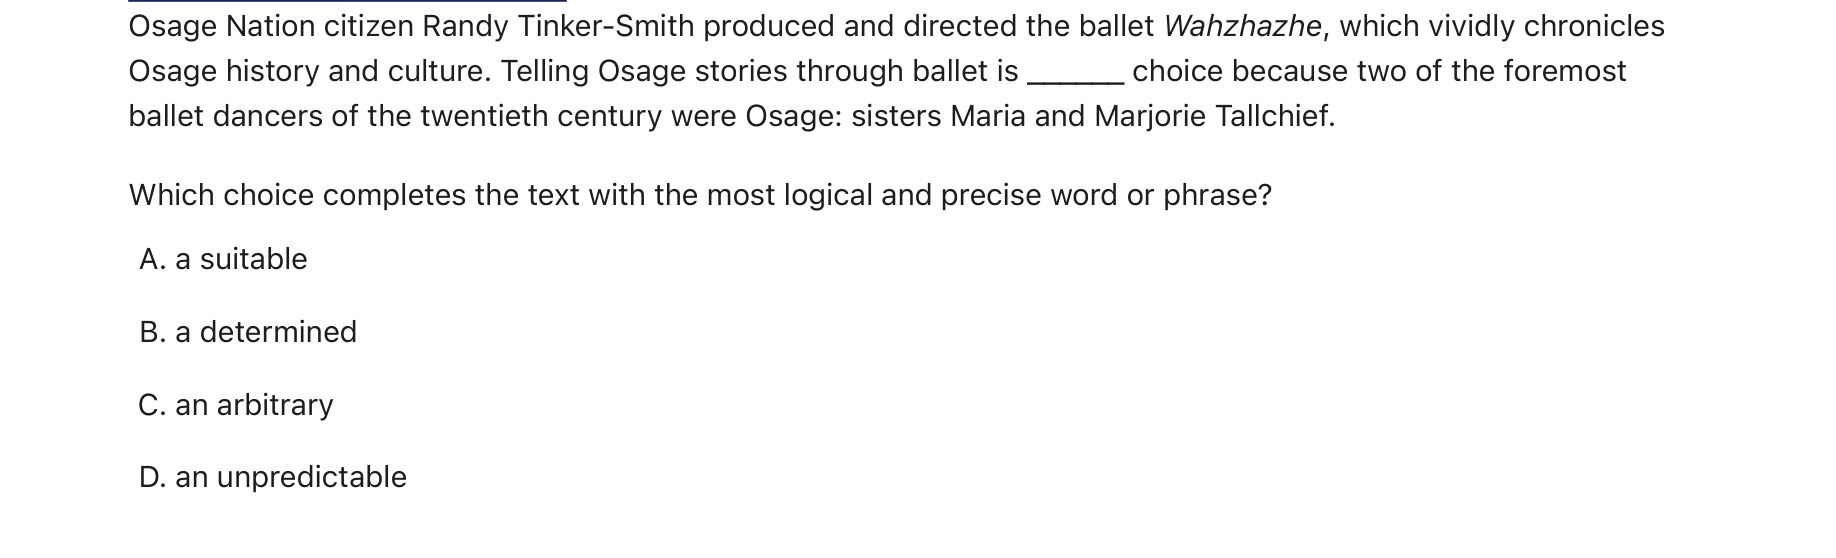 Osage Nation citizen Randy Tinker-Smith produced and directed the ballet Wahzhazhe, which vividly chronicles
Osage history and culture. Telling Osage stories through ballet is ______ choice because two of the foremost
ballet dancers of the twentieth century were Osage: sisters Maria and Marjorie Tallchief.
Which choice completes the text with the most logical and precise word or phrase?
A. a suitable
B. a determined
C. an arbitrary
D. an unpredictable